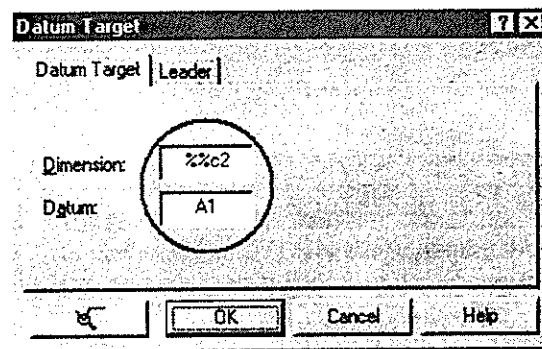 Datum Target
Datum Target Leader
Dimension: %%c2
Datum: A1
OK Cancel Help